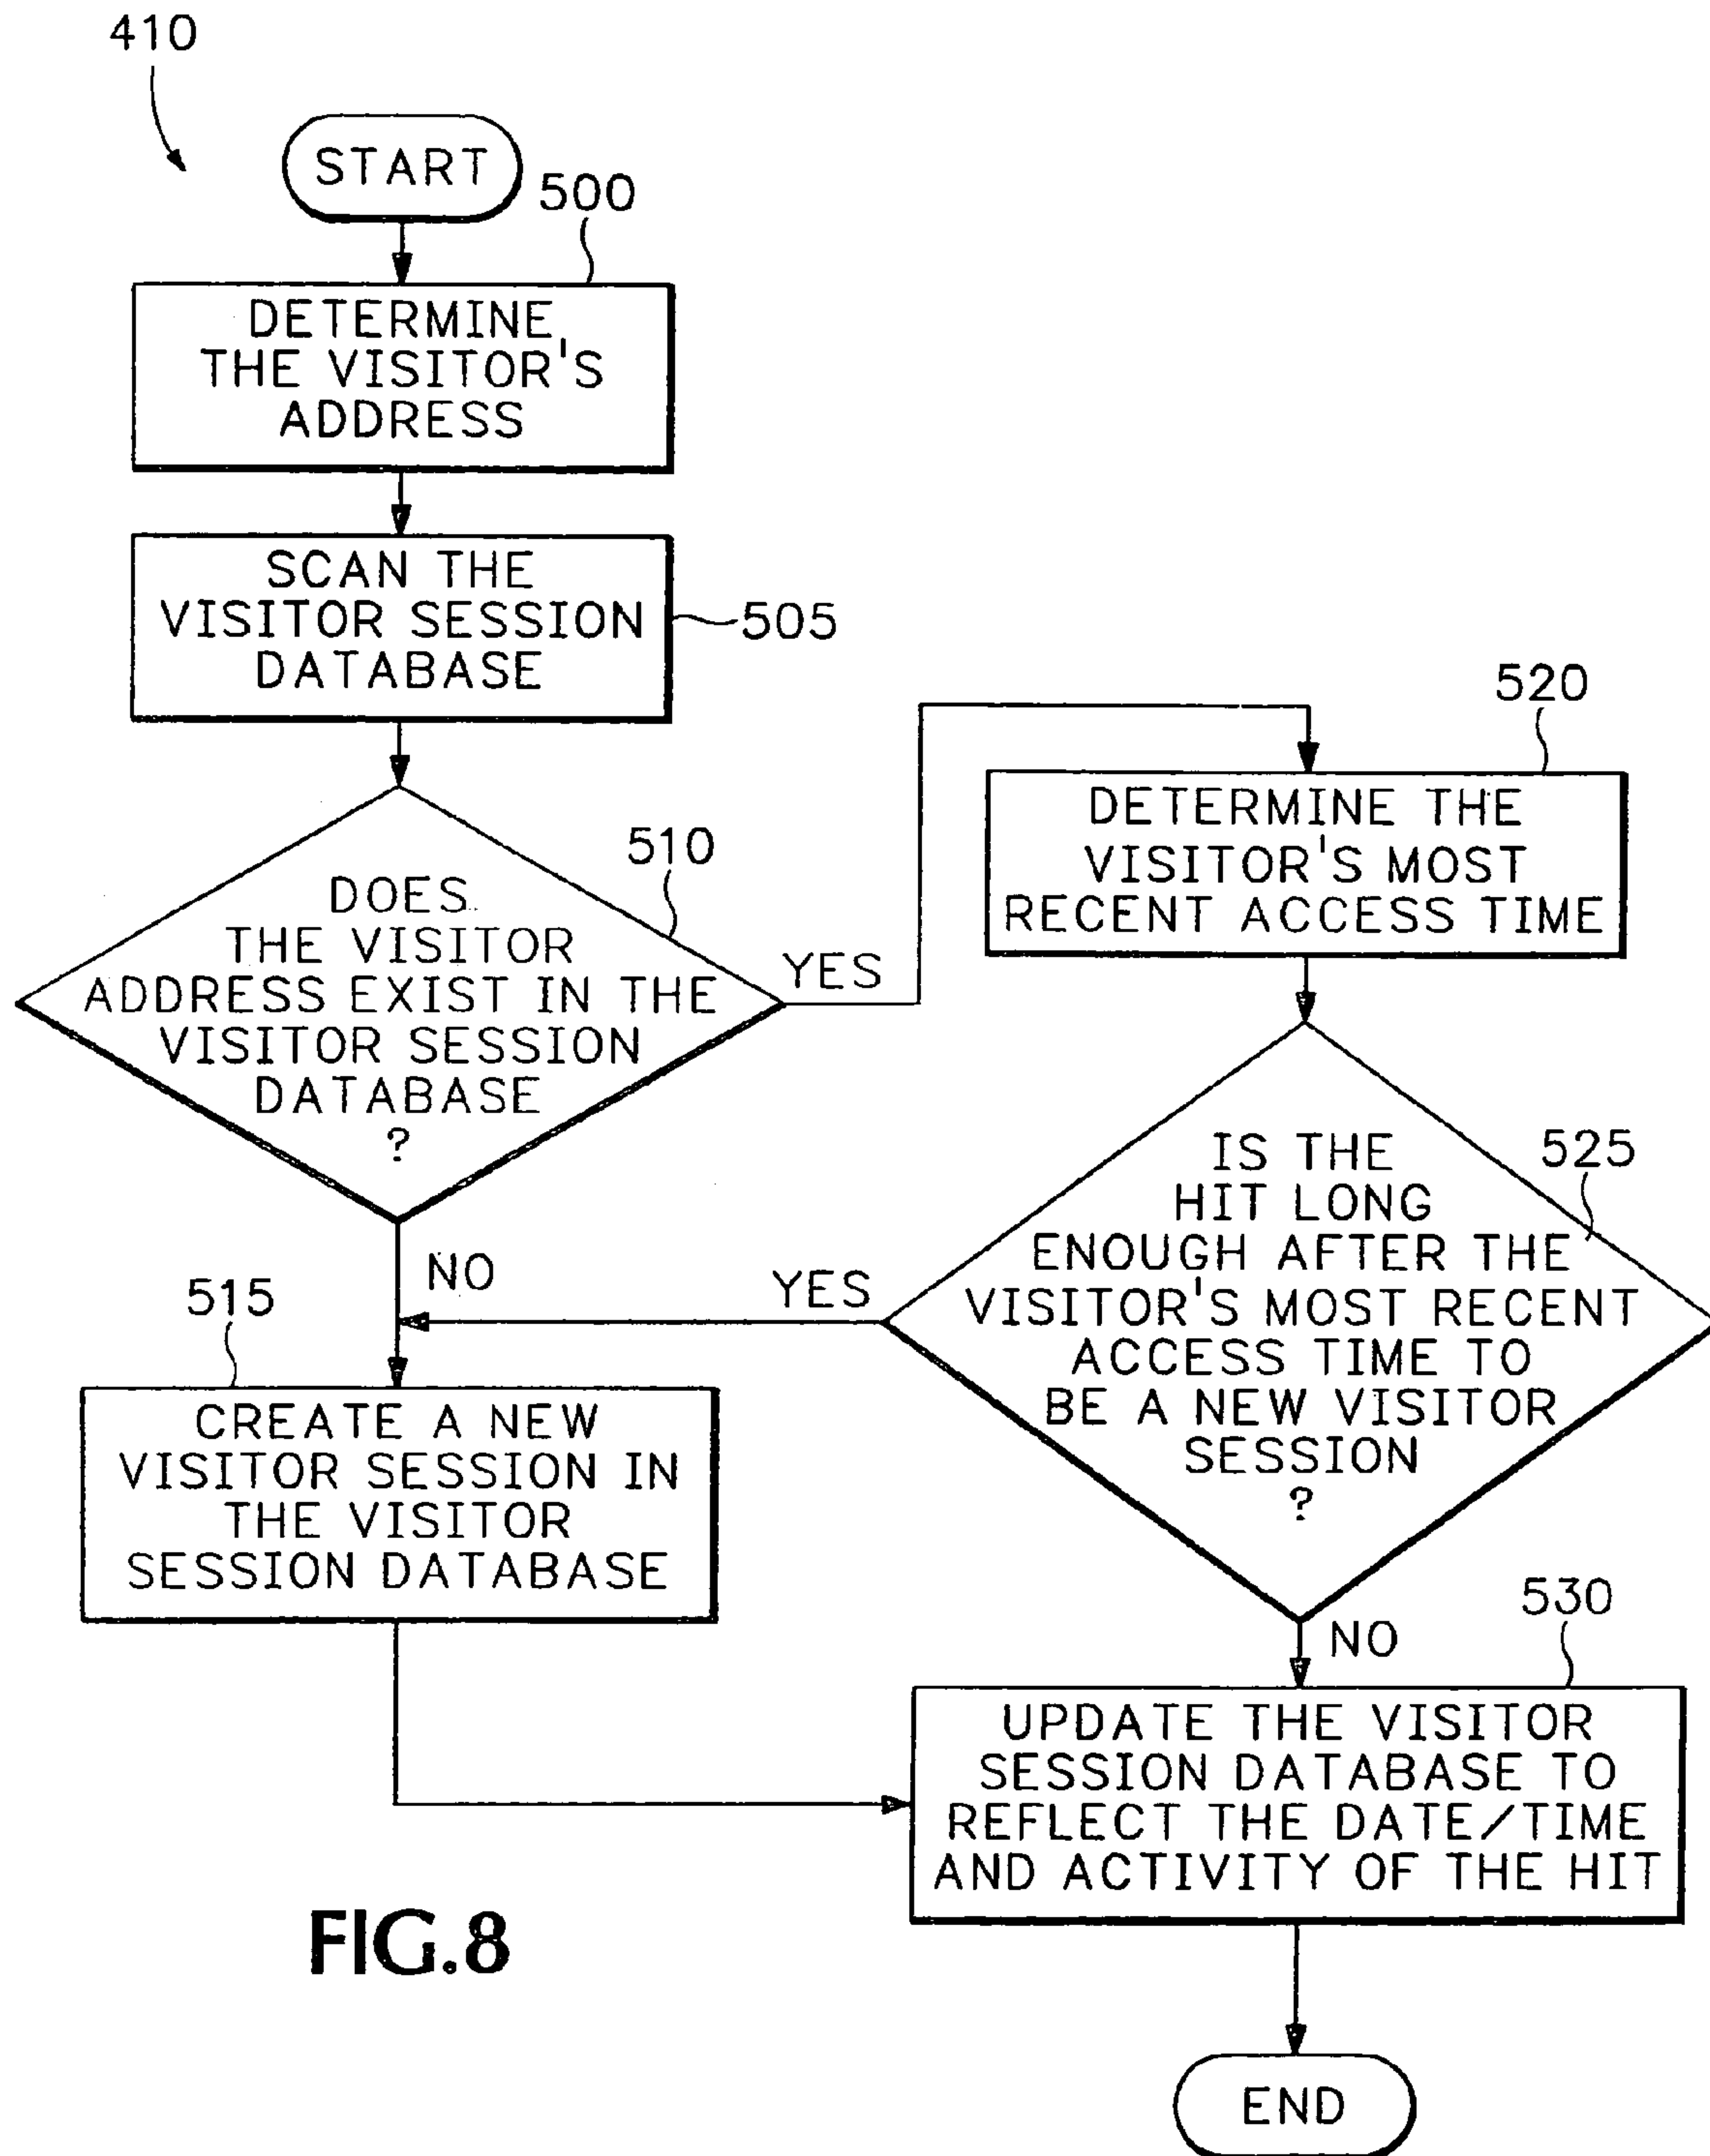 410
START
500
DETERMINE
THE VISITOR'S
ADDRESS
SCAN THE
VISITOR SESSION
DATABASE
505
510
DOES
THE VISITOR
ADDRESS EXIST IN THE
VISITOR SESSION
DATABASE
?
YES
NO
520
DETERMINE THE
VISITOR'S MOST
RECENT ACCESS TIME
525
IS THE
HIT LONG
ENOUGH AFTER THE
VISITOR'S MOST RECENT
ACCESS TIME TO
BE A NEW VISITOR
SESSION
?
YES
NO
515
CREATE A NEW
VISITOR SESSION IN
THE VISITOR
SESSION DATABASE
530
UPDATE THE VISITOR
SESSION DATABASE TO
REFLECT THE DATE/TIME
AND ACTIVITY OF THE HIT
END
FIG.8